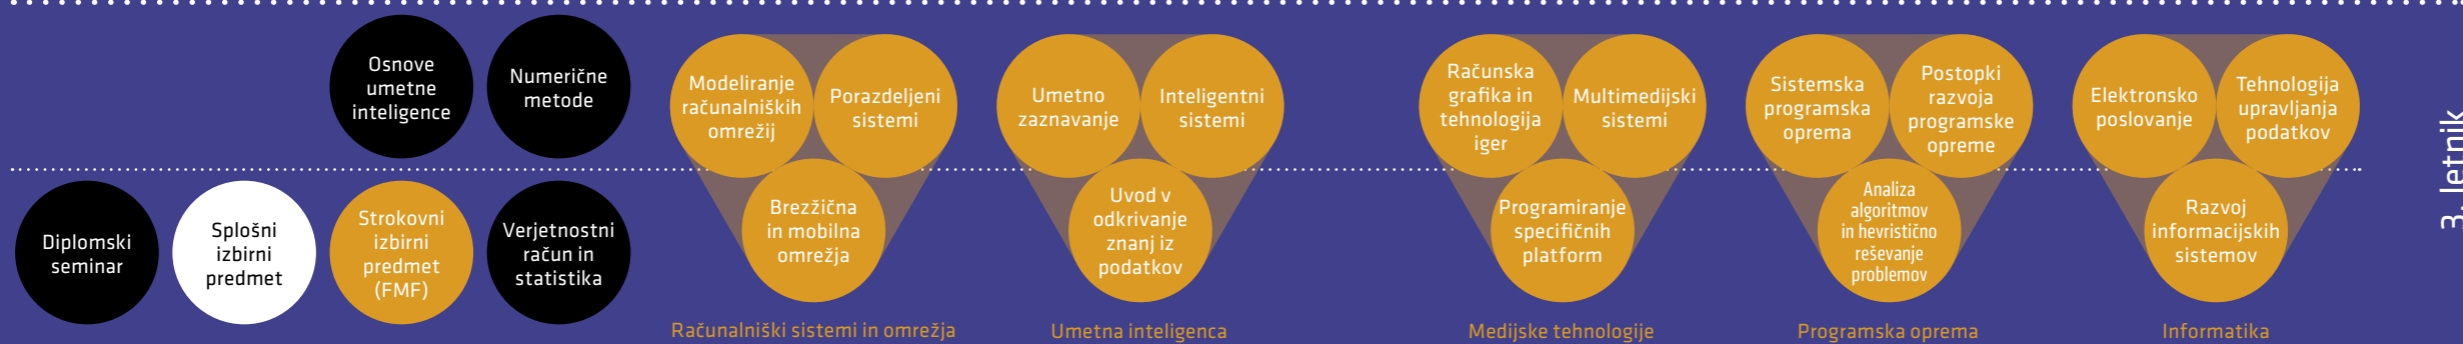 Osnove
umetne
inteligence
Numerične
metode
Modeliranje
računalniških
omrežij
Porazdeljeni
sistemi
Umetno
zaznavanje
Inteligentni
sistemi
Računska
grafika in
tehnologija
iger
Multimedijski
sistemi
Sistemska
programska
oprema
Postopki
razvoja
programske
opreme
Elektronsko
poslovanje
Tehnologija
upravljanja
podatkov
Diplomski
seminar
Splošni
izbirni
predmet
Strokovni
izbirni
predmet
(FMF)
Verjetnostni
račun in
statistika
Brezžična
in mobilna
omrežja
Uvod v
odkrivanje
znanj iz
podatkov
Programiranje
specifičnih
platform
Analiza
algoritmov
in hevristično
reševanje
problemov
Razvoj
informacijskih
sistemov
Računalniški sistemi in omrežja
Umetna inteligenca
Medijske tehnologije
Programska oprema
Informatika
3. letnik